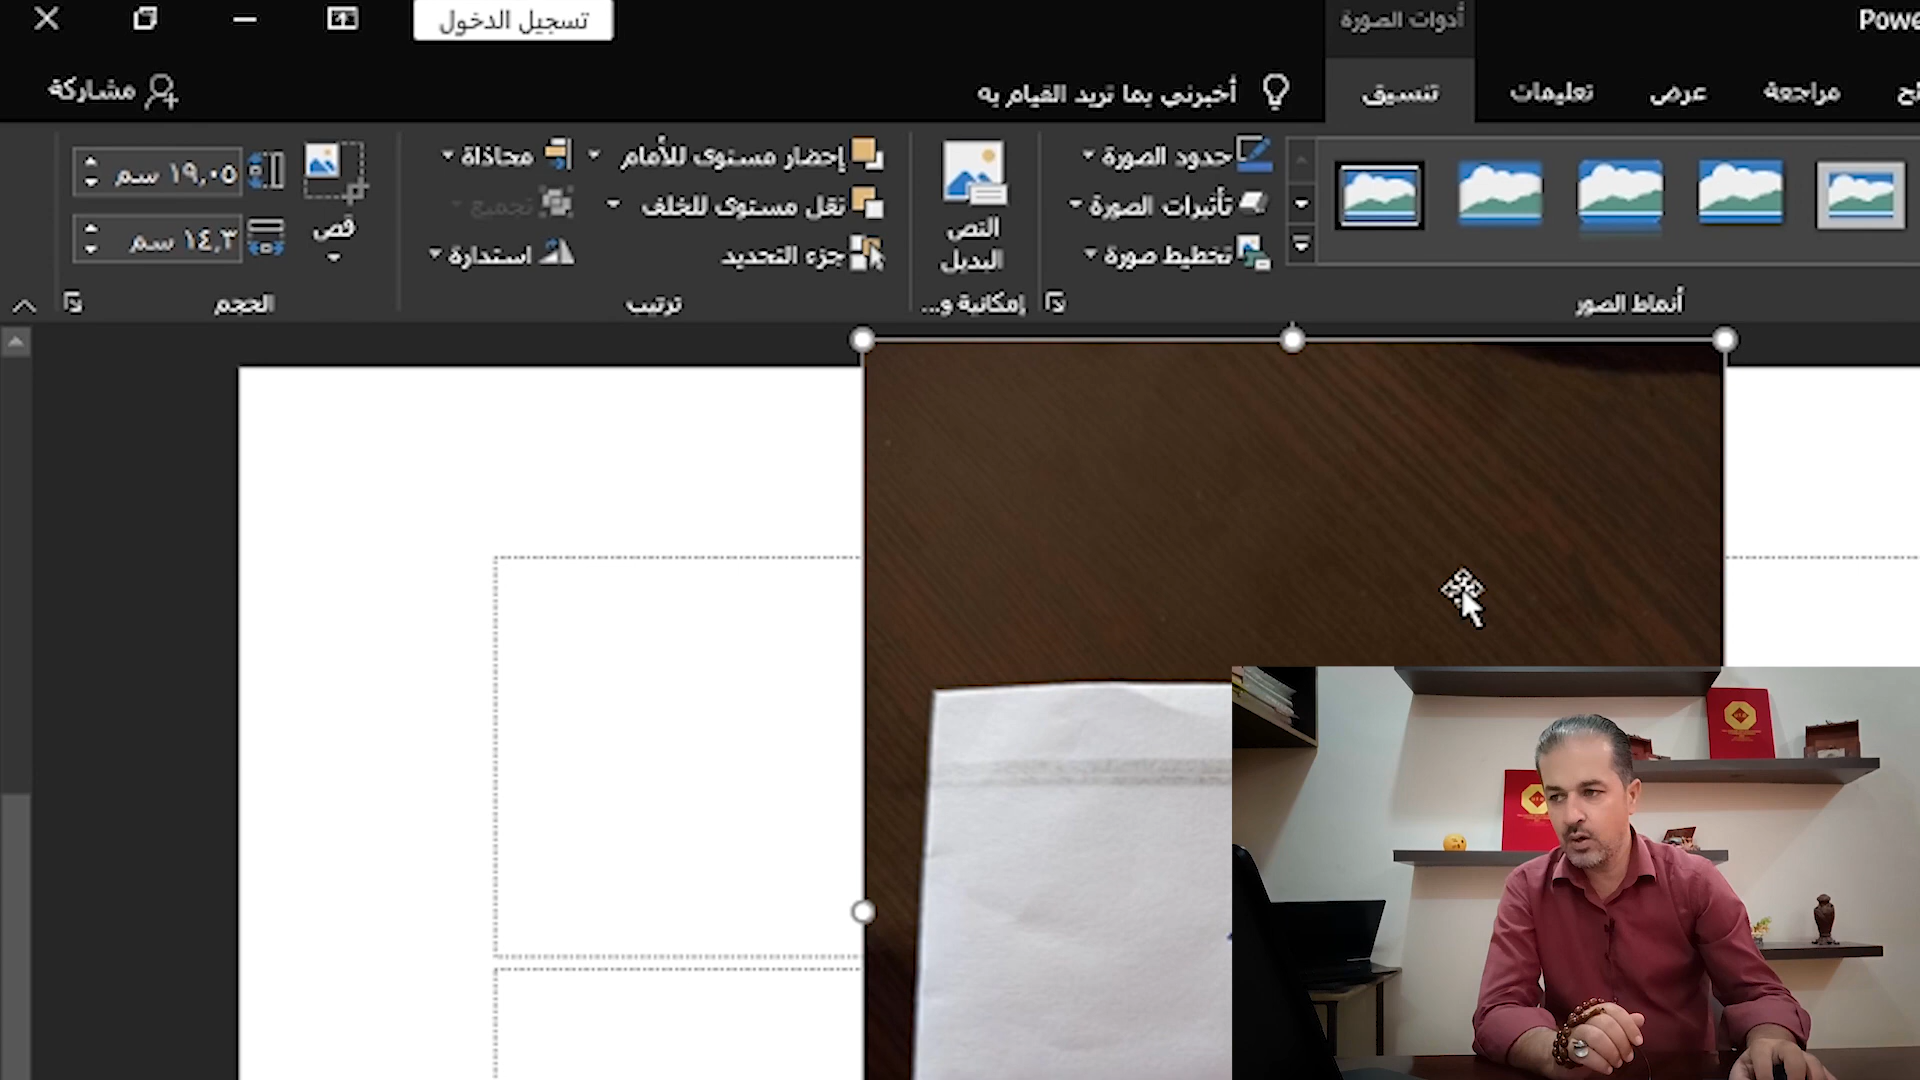 Powe
أدوات الصورة
تسجيل الدخول
مراجعة
عرض
تعليمات
تنسيق
أخبرني بما تريد القيام به
مشاركة
حدود الصورة
تأثيرات الصورة
تخطيط صورة
أنماط الصور
النص
البديل
إمكانية و...
إحضار مستوى للأمام
نقل مستوى للخلف
جزء التحديد
محاذاة
تجميع
استدارة
ترتيب
قص
١٩,٠٥ سم
١٤,٣ سم
الحجم